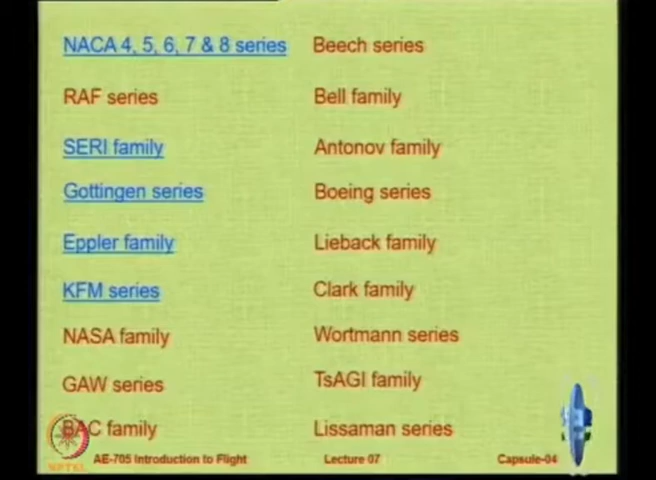 NACA 4, 5, 6, 7 & 8 series
RAF series
SERI family
Gottingen series
Eppler family
KFM series
NASA family
GAW series
BAC family
Beech series
Bell family
Antonov family
Boeing series
Lieback family
Clark family
Wortmann series
TsAGI family
Lissaman series
NPTEL
AE-705 Introduction to Flight
Lecture 07
Capsule-04